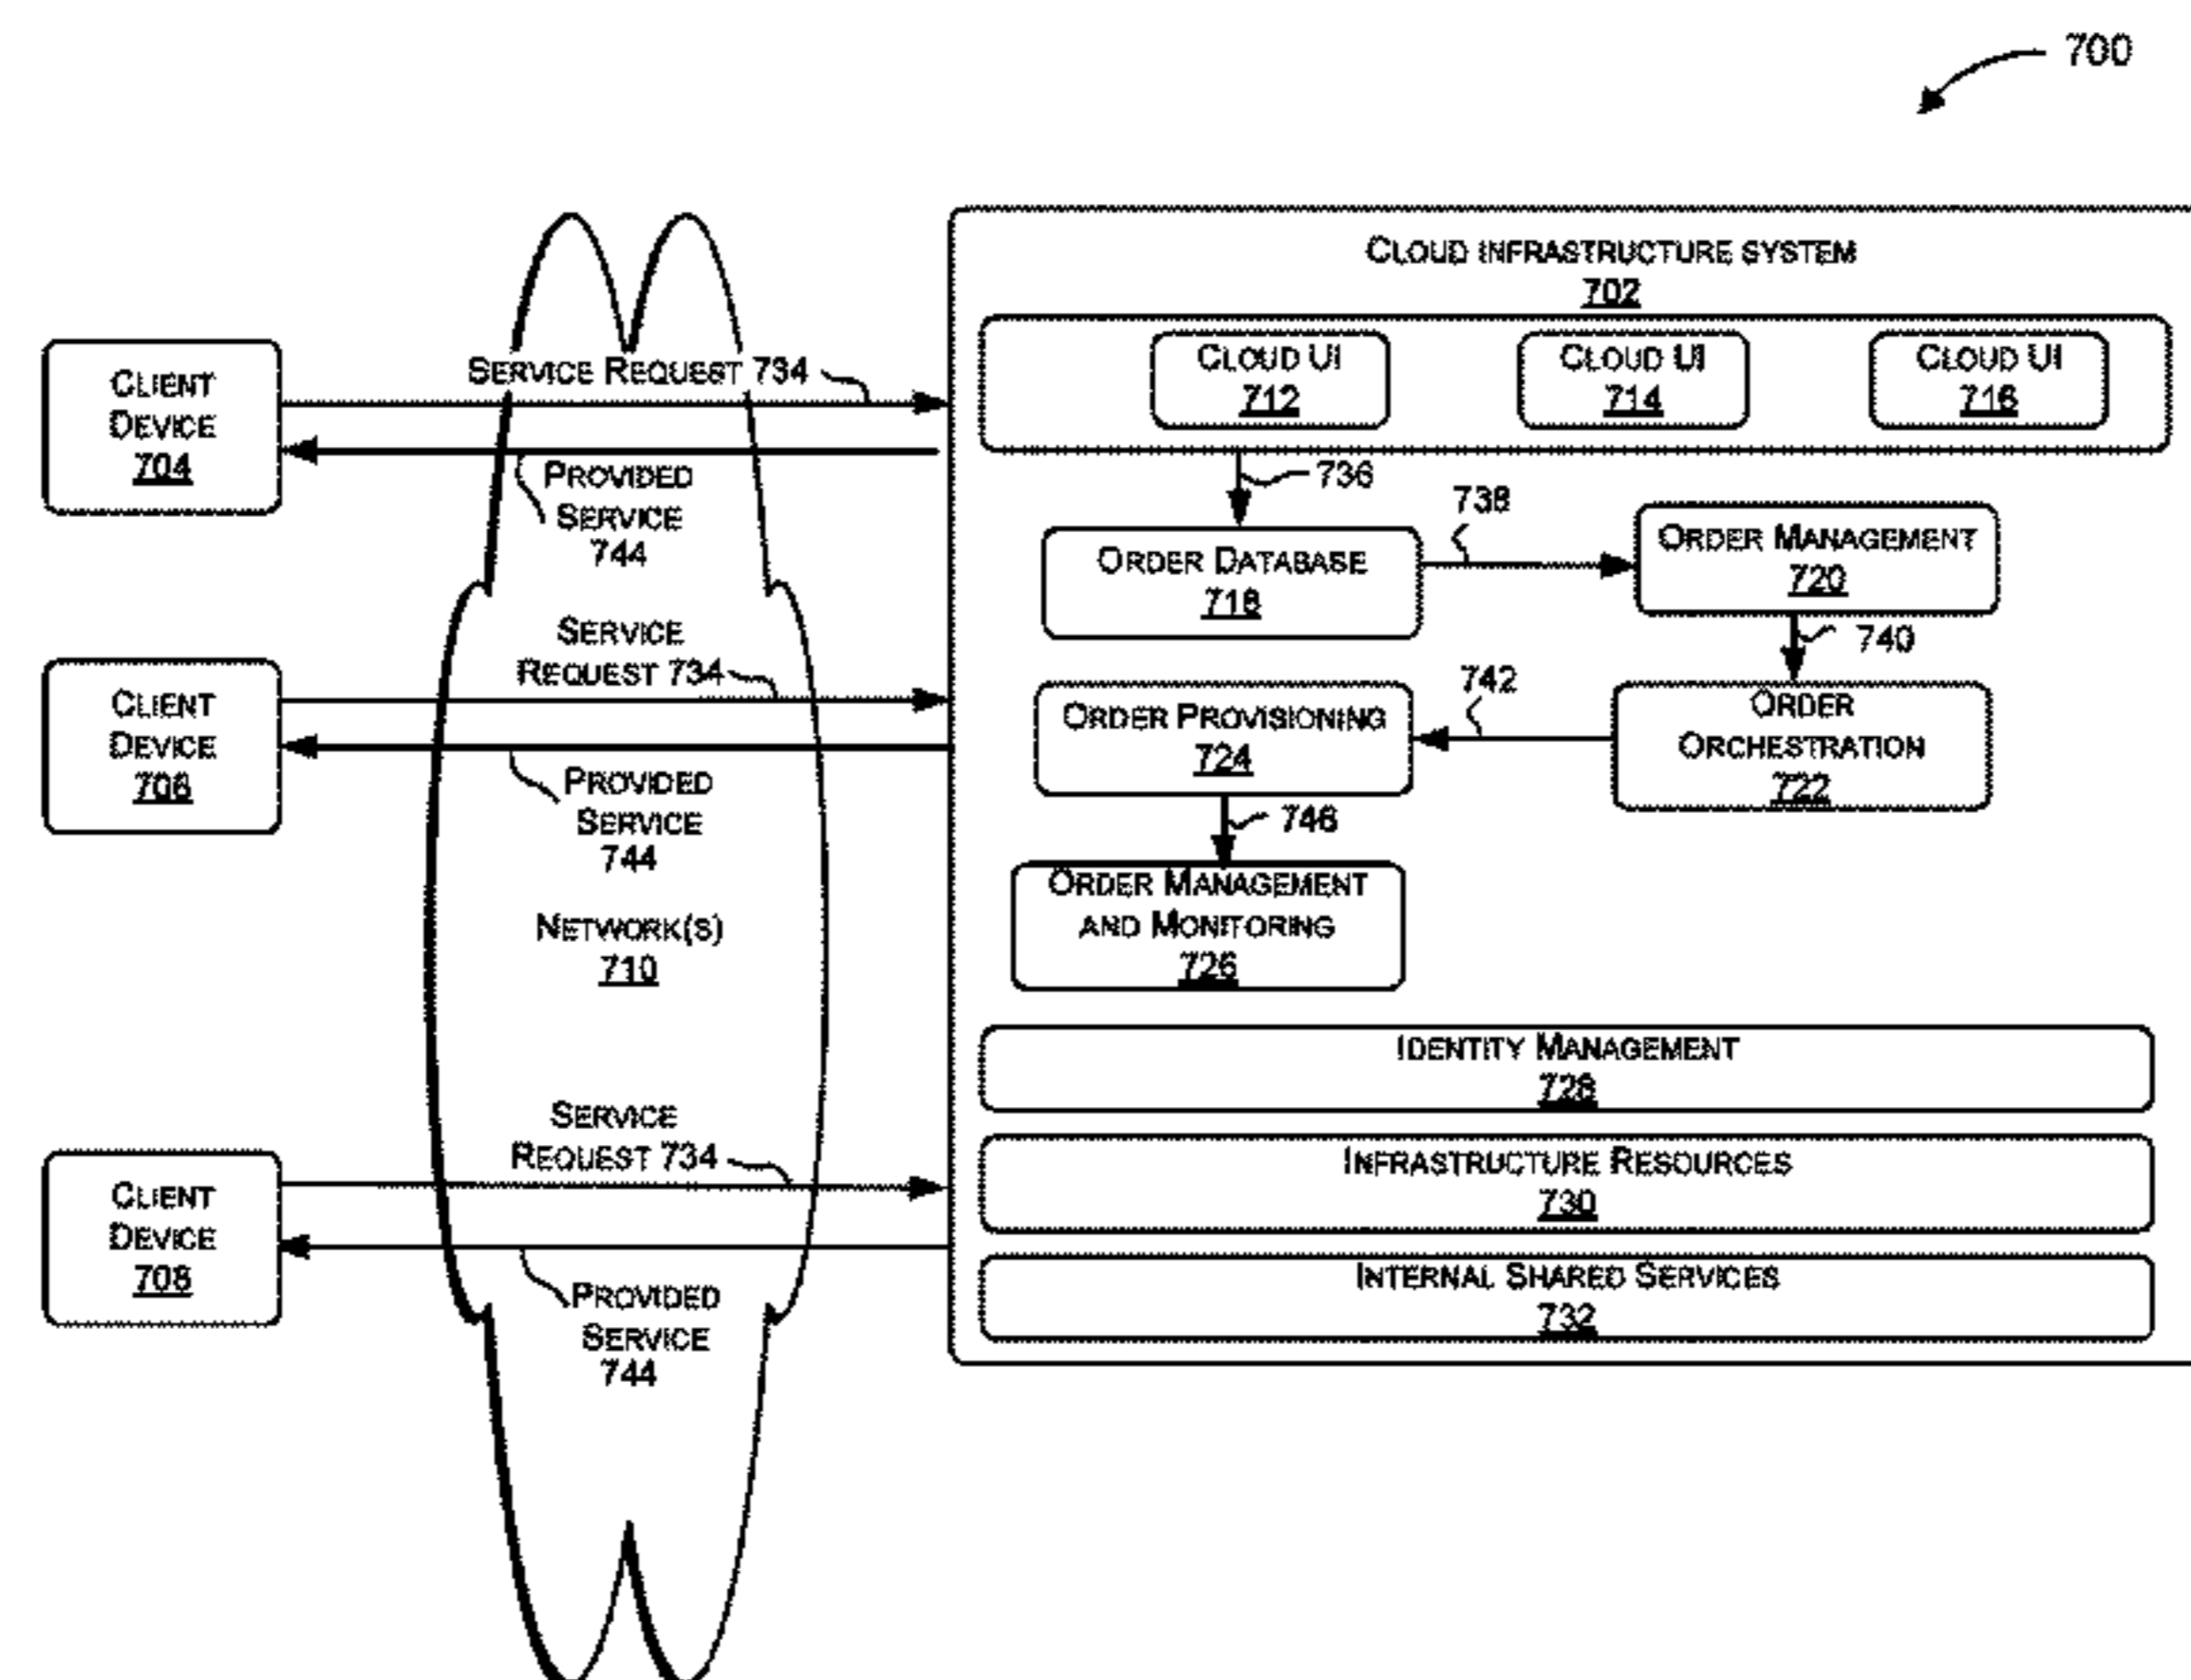 700
CLOUD INFRASTRUCTURE SYSTEM
702
CLOUD UI
712
CLOUD UI
714
CLOUD UI
716
CLIENT
DEVICE
704
SERVICE REQUEST 734
PROVIDED
SERVICE
744
736
738
ORDER DATABASE
718
ORDER MANAGEMENT
720
740
CLIENT
DEVICE
706
SERVICE
REQUEST 734
PROVIDED
SERVICE
744
742
ORDER PROVISIONING
724
ORDER
ORCHESTRATION
722
746
ORDER MANAGEMENT
AND MONITORING
726
NETWORK(S)
710
IDENTITY MANAGEMENT
728
INFRASTRUCTURE RESOURCES
730
INTERNAL SHARED SERVICES
732
CLIENT
DEVICE
708
SERVICE
REQUEST 734
PROVIDED
SERVICE
744